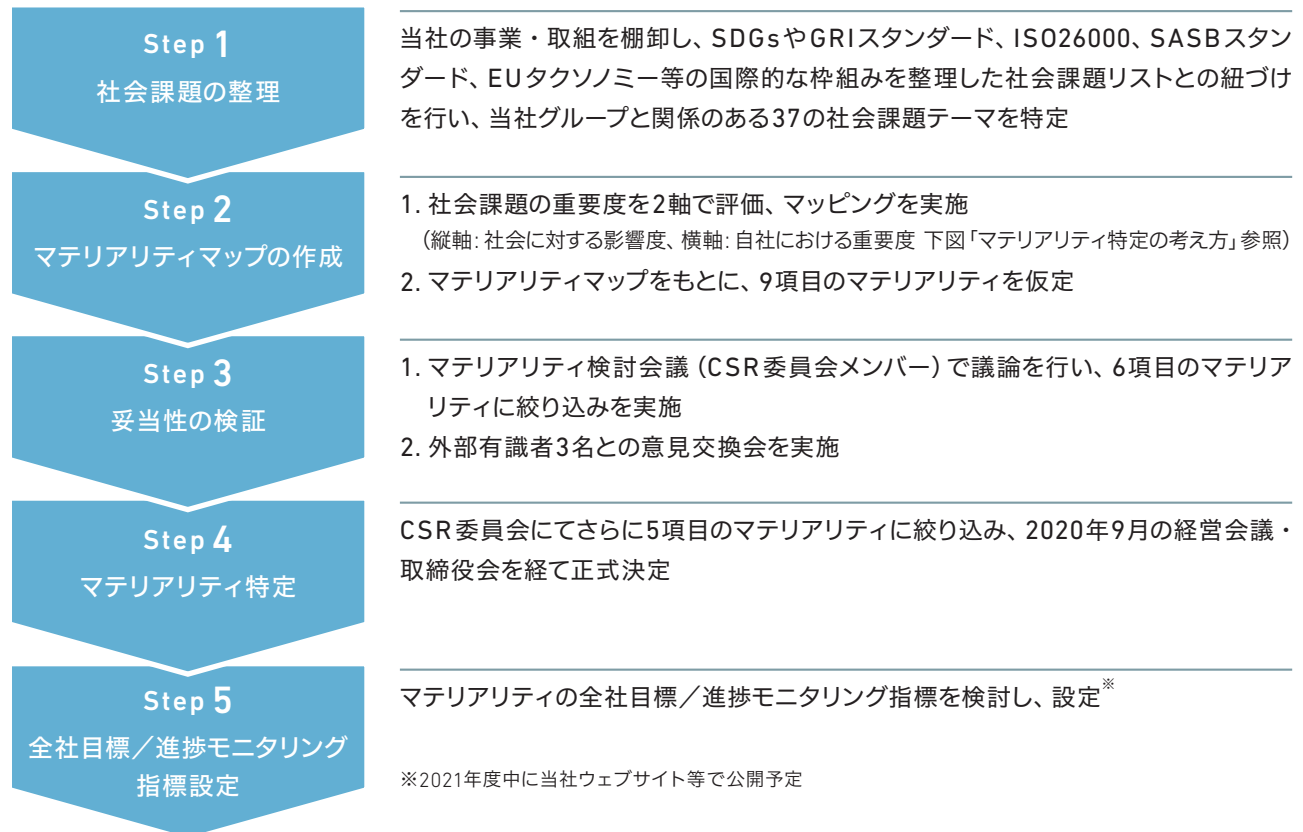 Step 1
社会課題の整理
当社の事業・取組を棚卸し、SDGsやGRIスタンダード、ISO26000、SASBスタン
ダード、EUタクソノミー等の国際的な枠組みを整理した社会課題リストとの紐づけ
を行い、当社グループと関係のある37の社会課題テーマを特定
Step 2
マテリアリティマップの作成
1. 社会課題の重要度を2軸で評価、マッピングを実施
（縦軸：社会に対する影響度、横軸：自社における重要度 下図「マテリアリティ特定の考え方」参照）
2. マテリアリティマップをもとに、9項目のマテリアリティを仮定
Step 3
妥当性の検証
1. マテリアリティ検討会議（CSR委員会メンバー）で議論を行い、6項目のマテリア
リティに絞り込みを実施
2. 外部有識者3名との意見交換会を実施
Step 4
マテリアリティ特定
CSR委員会にてさらに5項目のマテリアリティに絞り込み、2020年9月の経営会議・
取締役会を経て正式決定
Step 5
全社目標／進捗モニタリング
指標設定
マテリアリティの全社目標／進捗モニタリング指標を検討し、設定※
※2021年度中に当社ウェブサイト等で公開予定